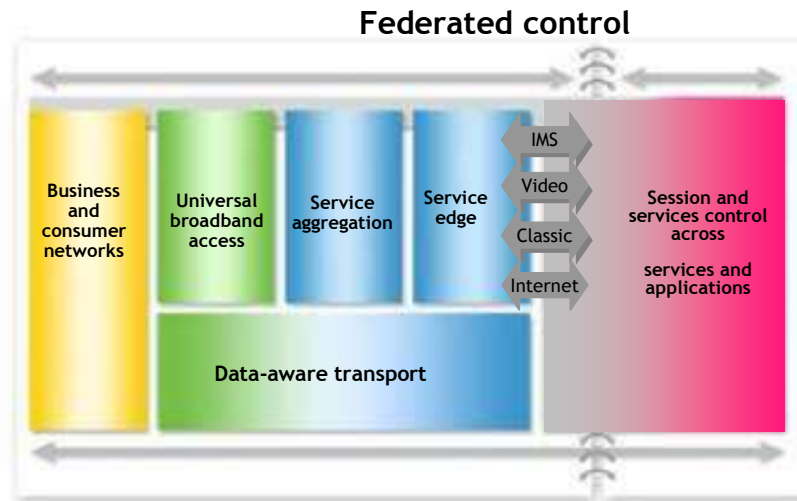 Federated control
Business
and
consumer
networks
Universal
broadband
access
Service
aggregation
Service
edge
IMS
Video
Classic
Internet
Session and
services control
across
services and
applications
Data-aware transport